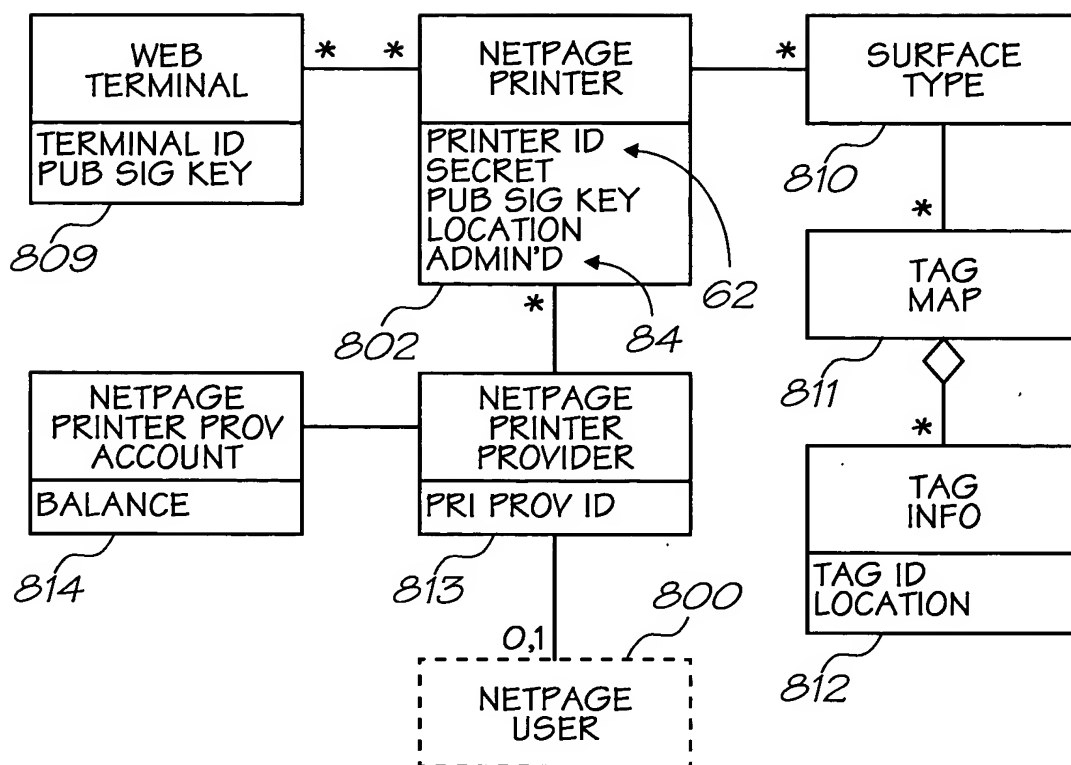 WEB
TERMINAL
TERMINAL ID
PUB SIG KEY
809
*
*
NETPAGE
PRINTER
PRINTER ID
SECRET
PUB SIG KEY
LOCATION
ADMIN'D
802
62
84
*
*
SURFACE
TYPE
810
*
TAG
MAP
811
*
TAG
INFO
TAG ID
LOCATION
812
NETPAGE
PRINTER PROV
ACCOUNT
BALANCE
814
NETPAGE
PRINTER
PROVIDER
PRI PROV ID
813
800
0,1
NETPAGE
USER